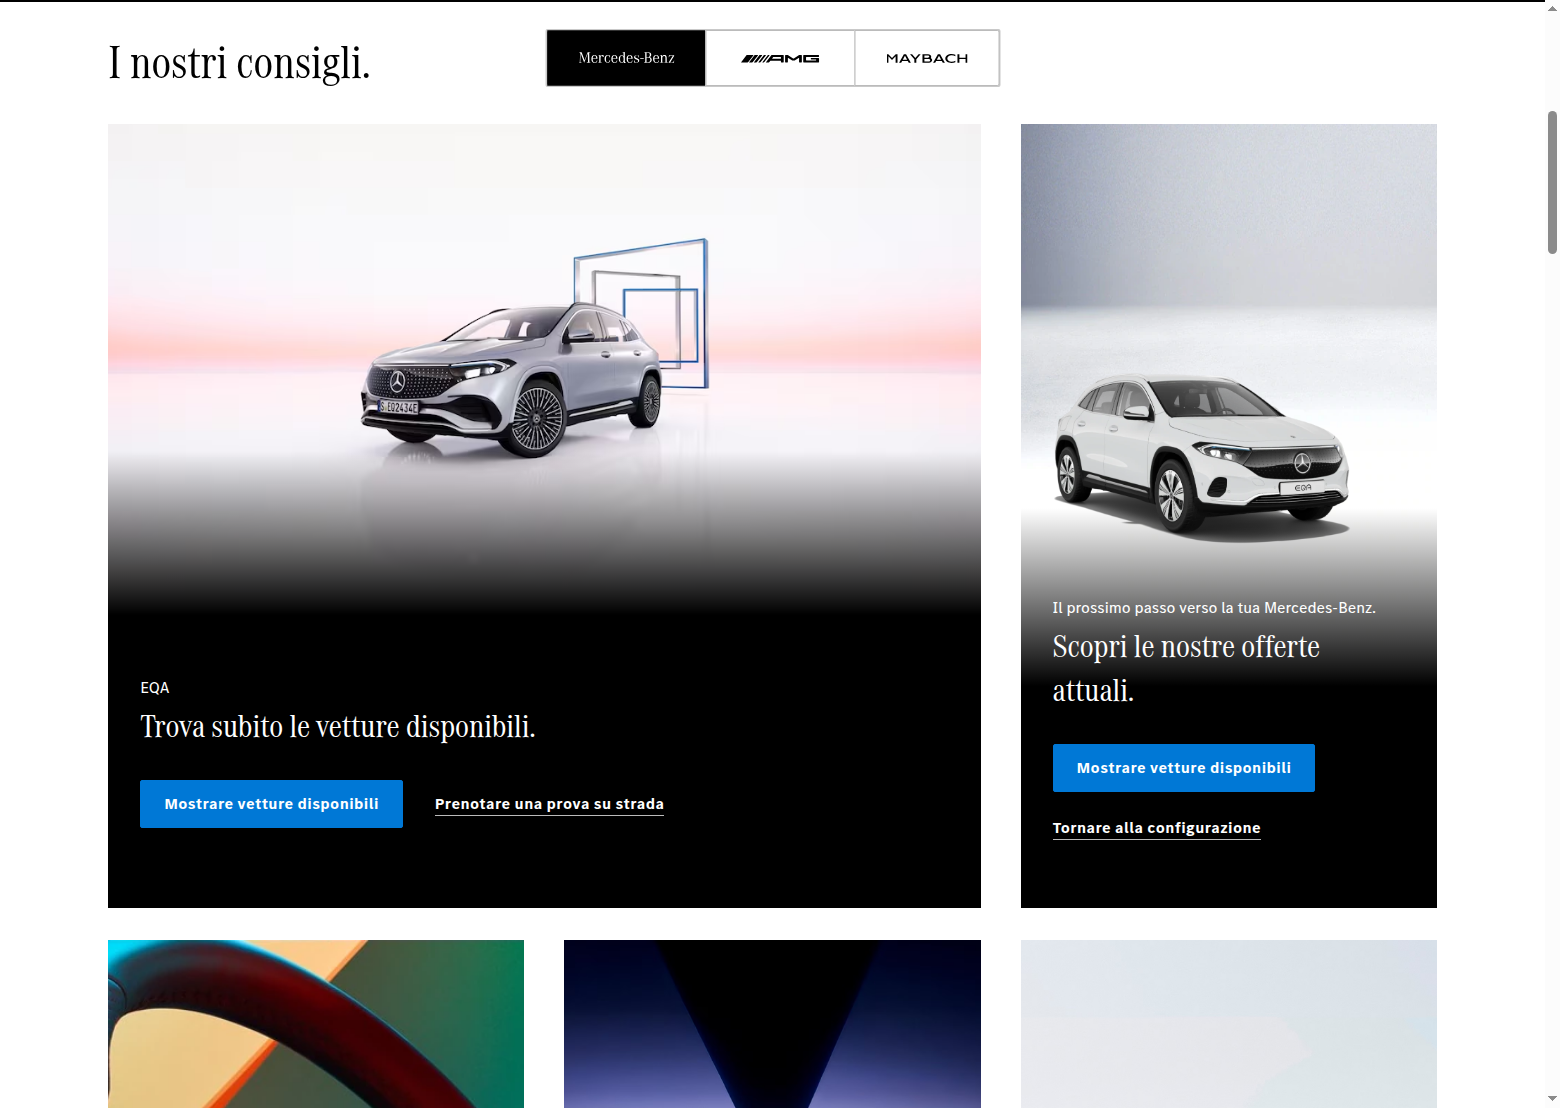 I nostri consigli.
Mercedes-Benz
AMG
MAYBACH
S·EQ2434E
EQA
Trova subito le vetture disponibili.
Mostrare vetture disponibili
Prenotare una prova su strada
EQA
Il prossimo passo verso la tua Mercedes-Benz.
Scopri le nostre offerte
attuali.
Mostrare vetture disponibili
Tornare alla configurazione